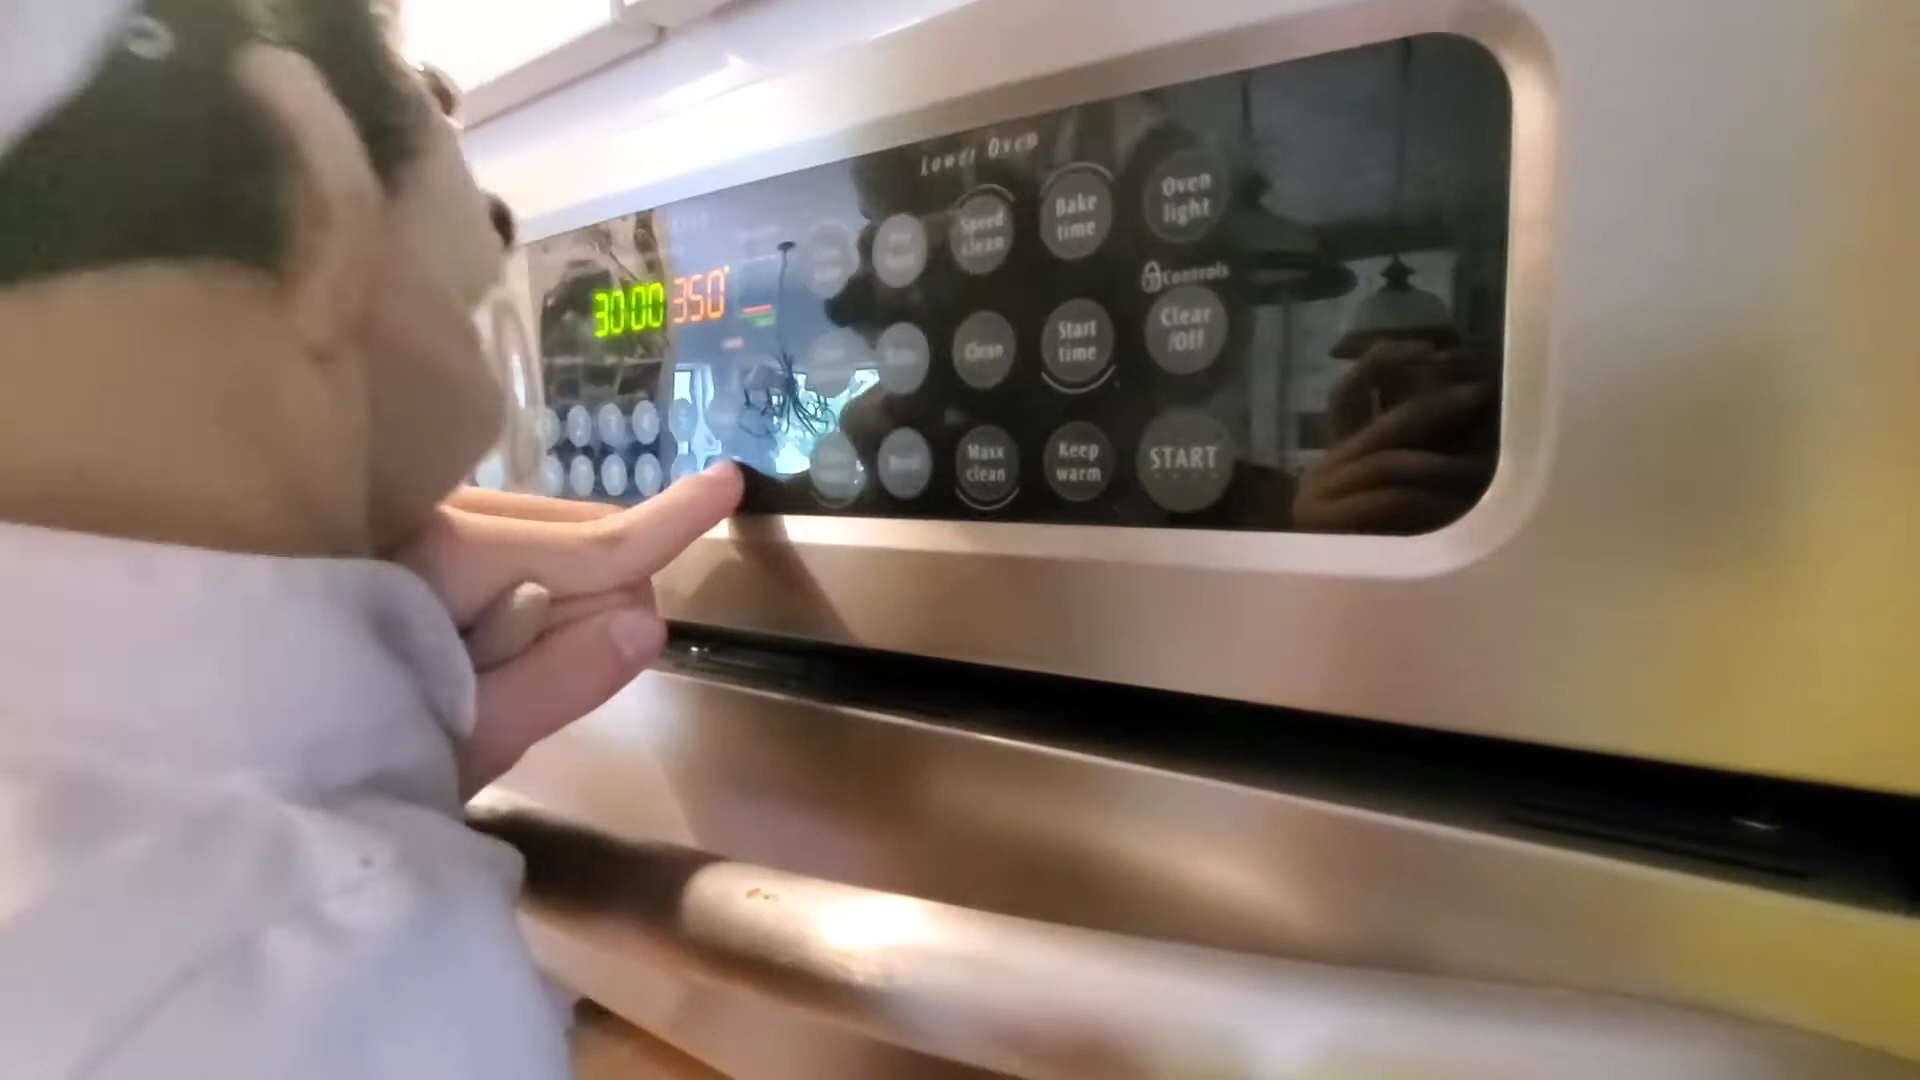 Lower Oven
30:00 350°
Speed clean
Bake time
Oven light
Controls
Clean
Start time
Clear /Off
Maxx clean
Keep warm
START